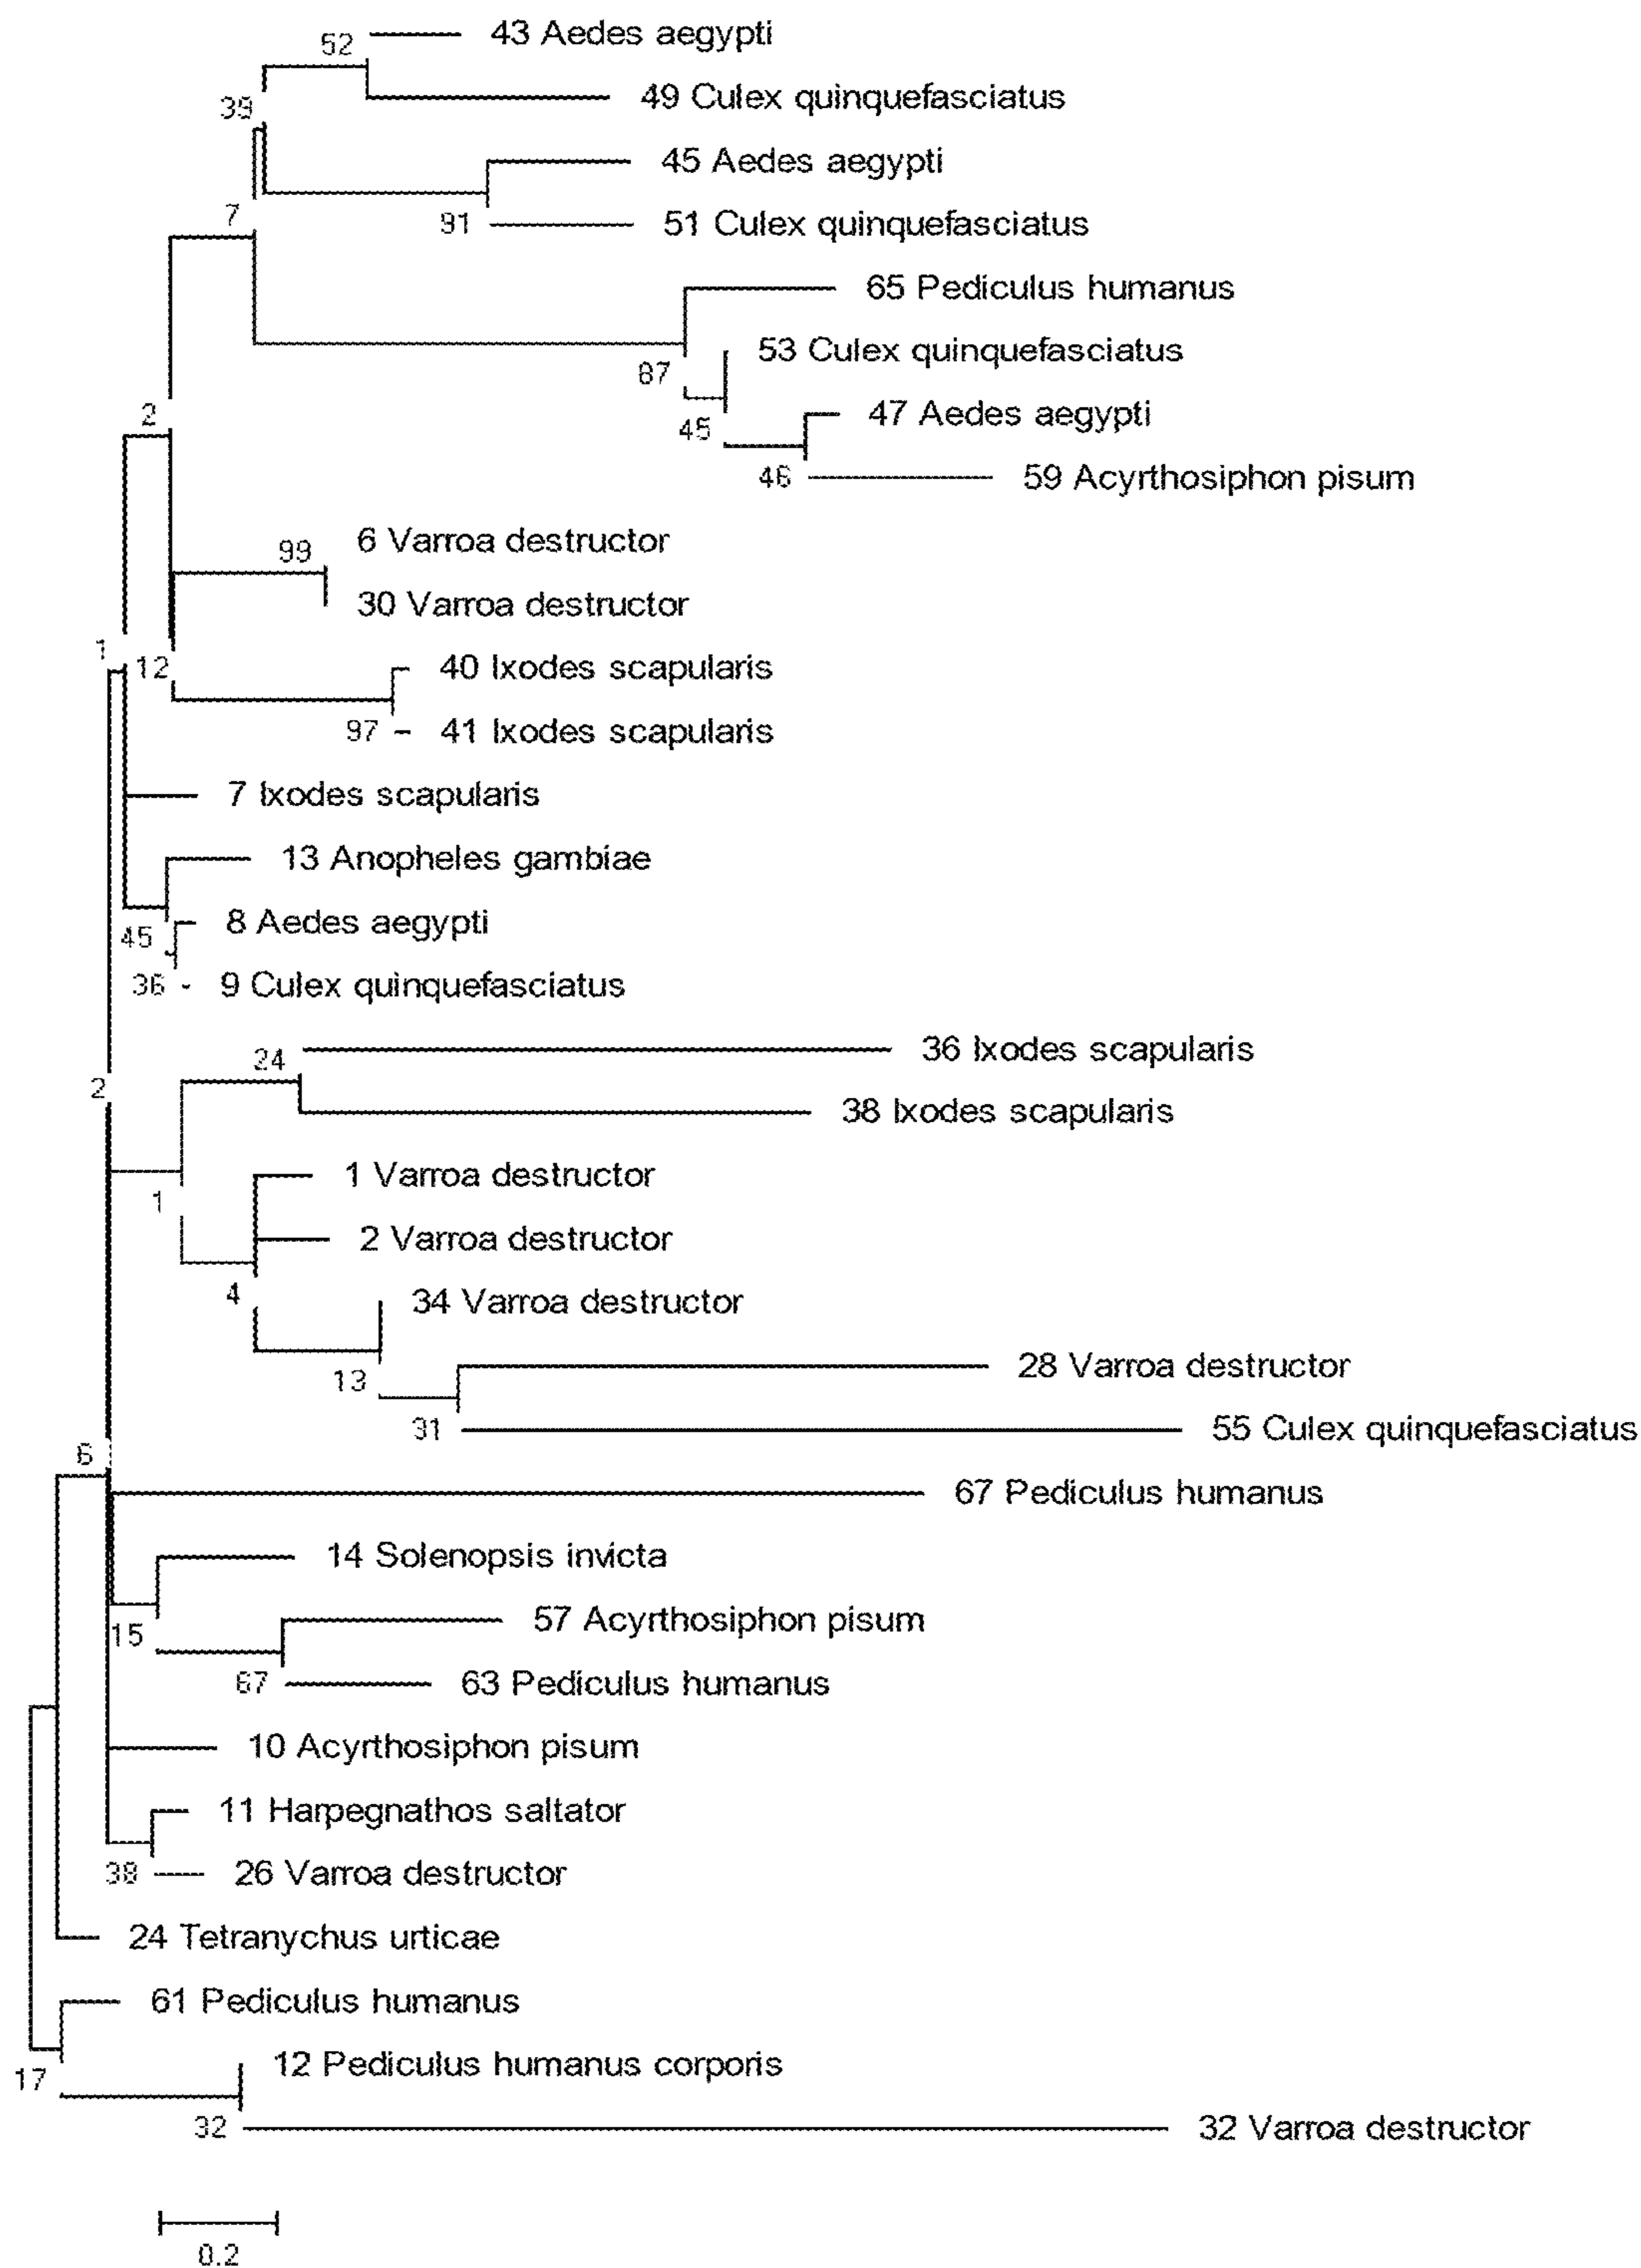 43 Aedes aegypti
52
49 Culex quinquefasciatus
39
45 Aedes aegypti
7
91
51 Culex quinquefasciatus
65 Pediculus humanus
53 Culex quinquefasciatus
87
47 Aedes aegypti
2
45
46
59 Acyrthosiphon pisum
6 Varroa destructor
99
30 Varroa destructor
1
12
40 Ixodes scapularis
97
41 Ixodes scapularis
7 Ixodes scapularis
13 Anopheles gambiae
8 Aedes aegypti
45
36
9 Culex quinquefasciatus
36 Ixodes scapularis
24
2
38 Ixodes scapularis
1 Varroa destructor
1
2 Varroa destructor
4
34 Varroa destructor
28 Varroa destructor
13
31
55 Culex quinquefasciatus
6
67 Pediculus humanus
14 Solenopsis invicta
57 Acyrthosiphon pisum
15
67
63 Pediculus humanus
10 Acyrthosiphon pisum
11 Harpegnathos saltator
38
26 Varroa destructor
24 Tetranychus urticae
61 Pediculus humanus
12 Pediculus humanus corporis
17
32
32 Varroa destructor
0.2